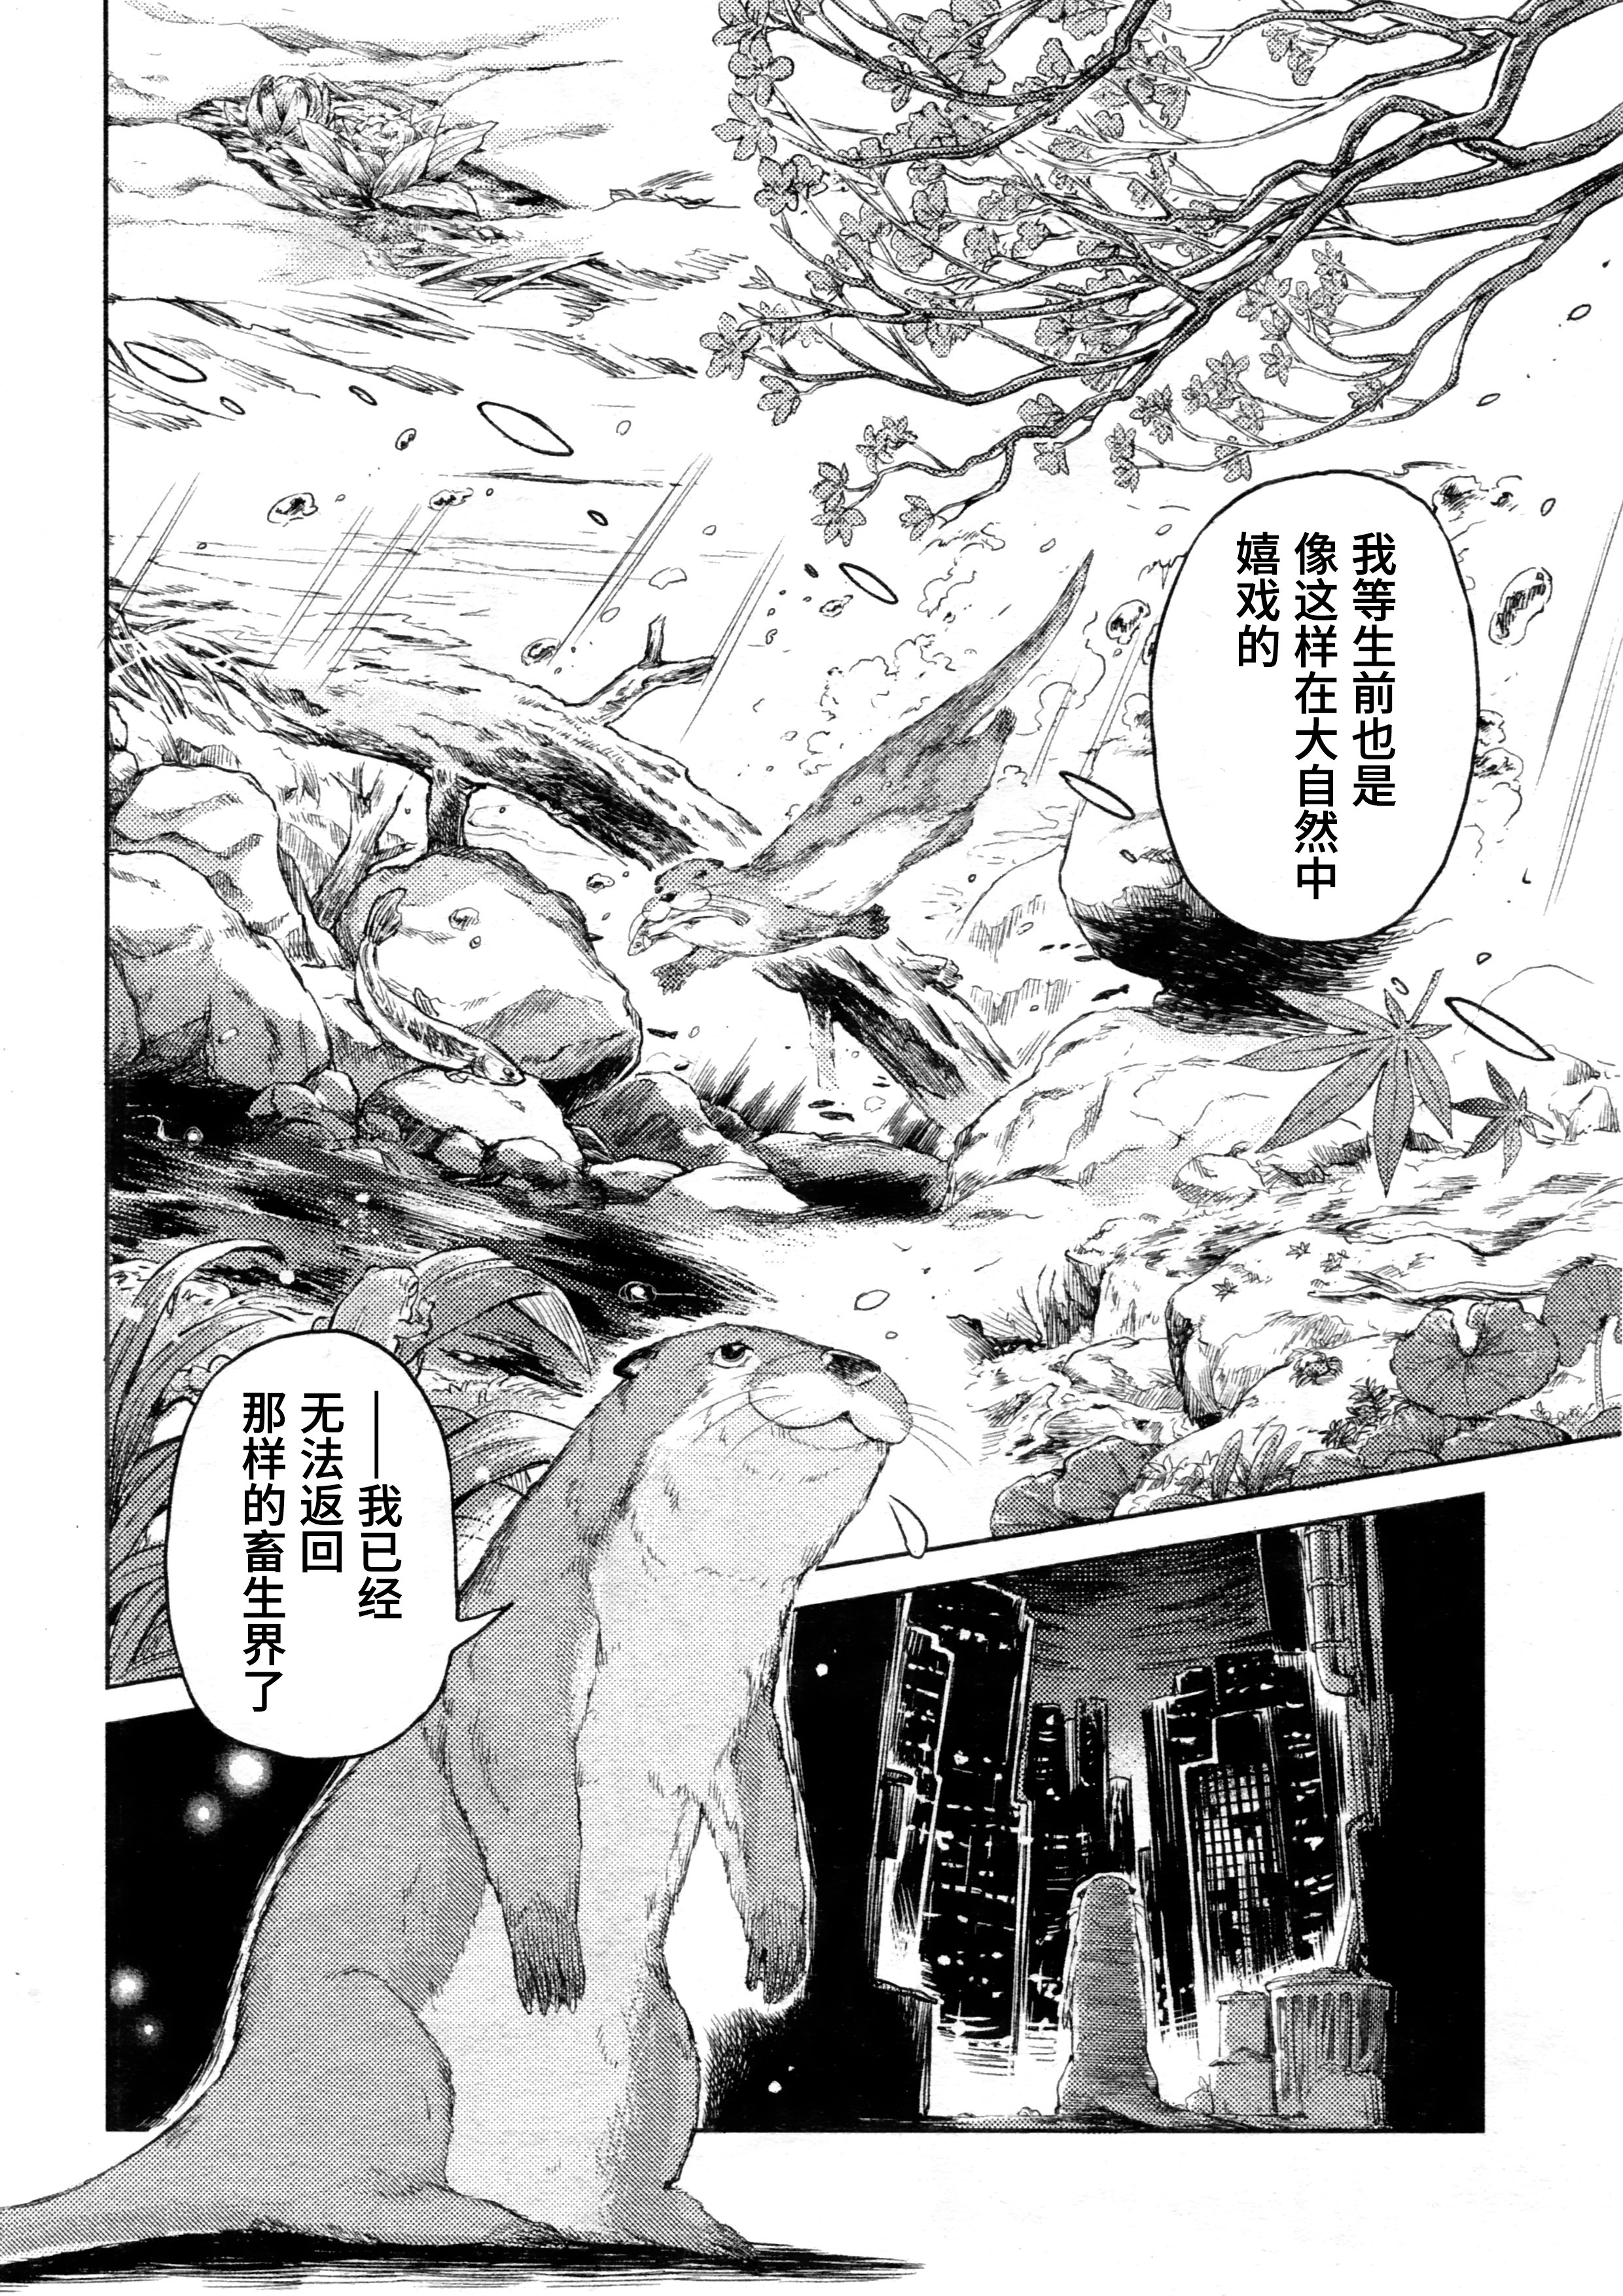 我等生前也是
像这样在大自然中
嬉戏的
——我已经
无法返回
那样的畜生界了